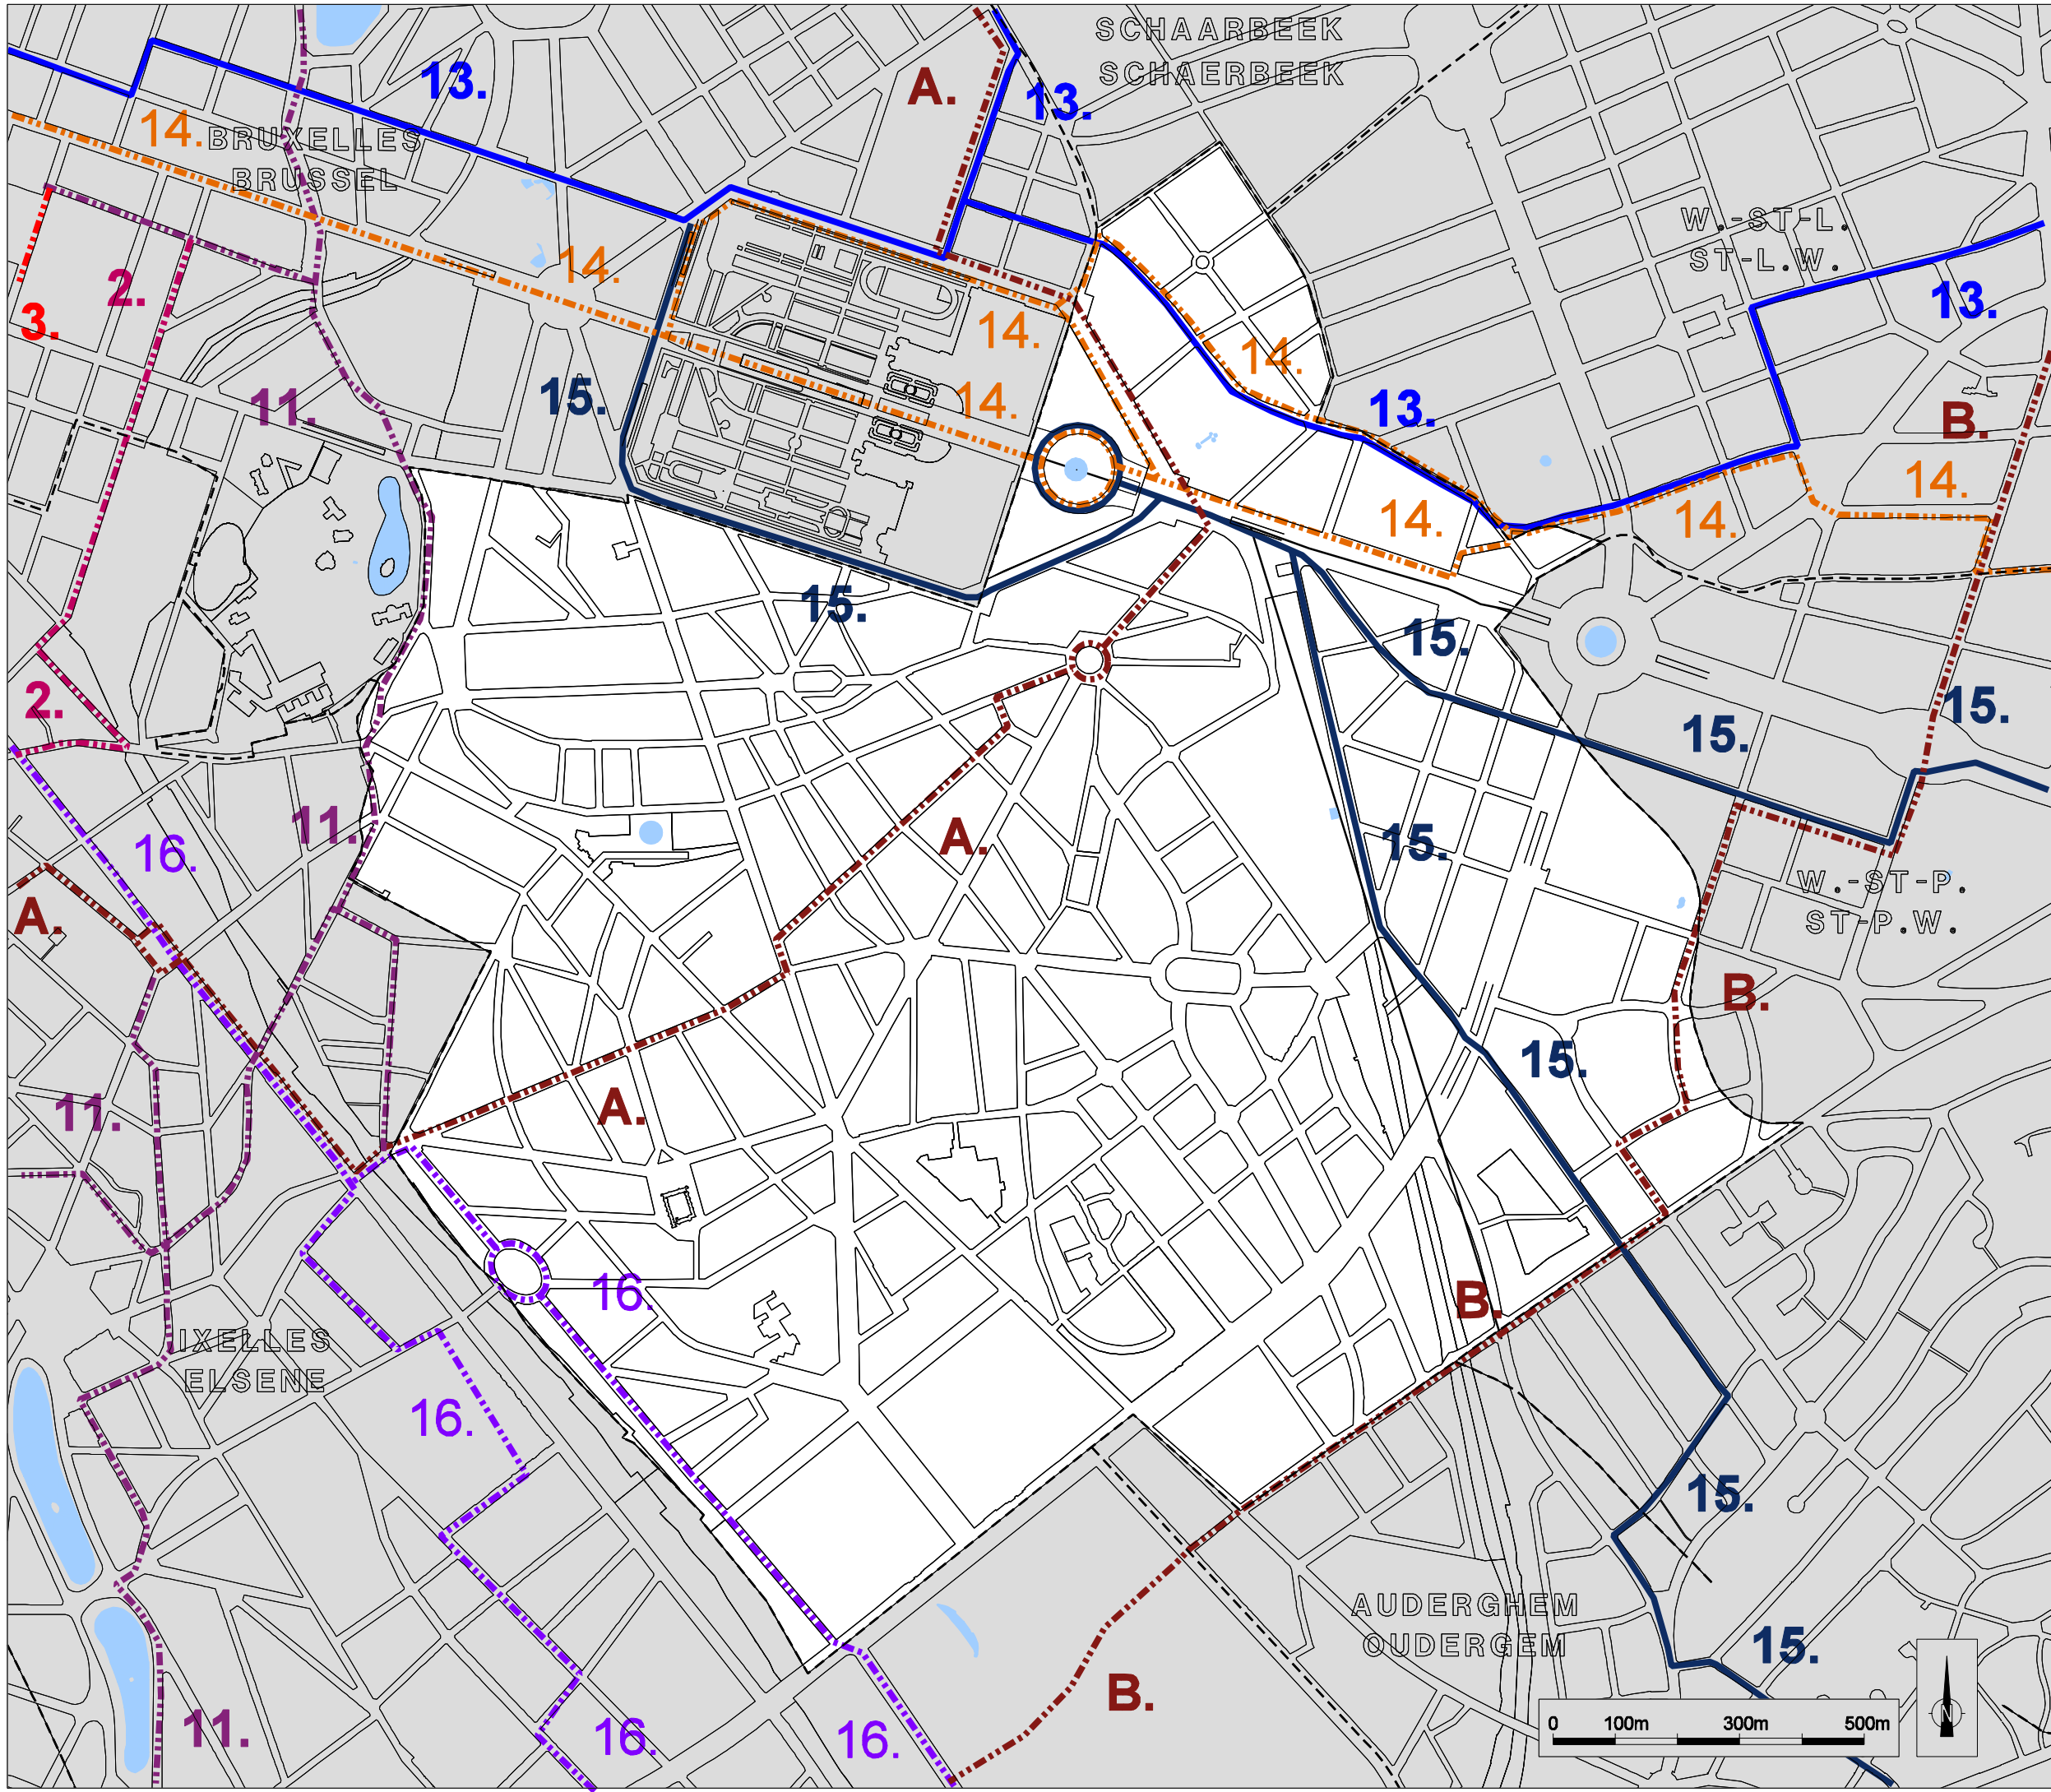 SCHAARBEEK
SCHAERBEEK
13.
A.
13.
14.
BRUXELLES
BRUSSEL
W.-ST-L.
ST-L.W.
14.
2.
13.
3.
14.
14.
15.
11.
14.
13.
B.
14.
14.
14.
15.
15.
2.
15.
15.
11.
16.
A.
15.
W.-ST-P.
ST-P.W.
A.
B.
15.
11.
A.
16.
B.
IXELLES
ELSENE
16.
15.
AUDERGHEM
OUDERGEM
15.
B.
11.
16.
16.
0 100m 300m 500m
N